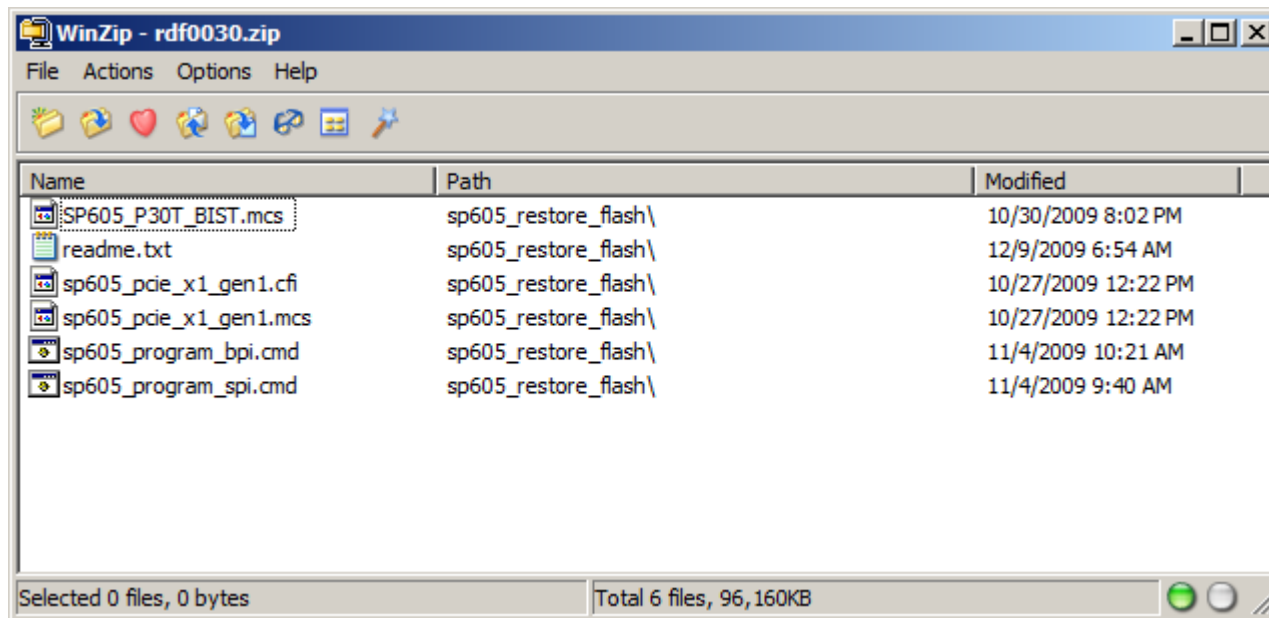 WinZip - rdf0030.zip
File Actions Options Help
Name Path Modified
SP605_P30T_BIST.mcs sp605_restore_flash\ 10/30/2009 8:02 PM
readme.txt sp605_restore_flash\ 12/9/2009 6:54 AM
sp605_pcie_x1_gen1.cfi sp605_restore_flash\ 10/27/2009 12:22 PM
sp605_pcie_x1_gen1.mcs sp605_restore_flash\ 10/27/2009 12:22 PM
sp605_program_bpi.cmd sp605_restore_flash\ 11/4/2009 10:21 AM
sp605_program_spi.cmd sp605_restore_flash\ 11/4/2009 9:40 AM
Selected 0 files, 0 bytes Total 6 files, 96,160KB